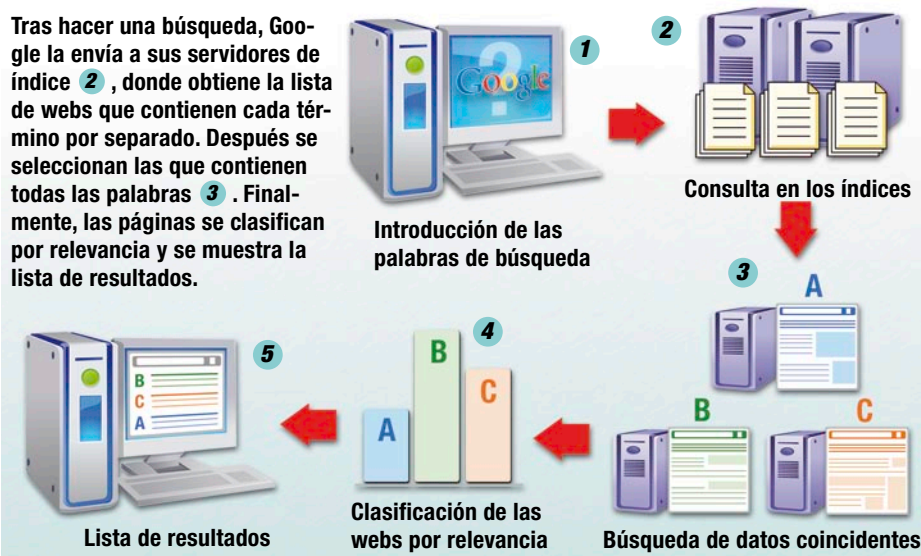 Tras hacer una búsqueda, Goo-
gle la envía a sus servidores de
índice 2 , donde obtiene la lista
de webs que contienen cada tér-
mino por separado. Después se
seleccionan las que contienen
todas las palabras 3 . Final-
mente, las páginas se clasifican
por relevancia y se muestra la
lista de resultados.
1
?
Google
Introducción de las
palabras de búsqueda
2
Consulta en los índices
3
A
B
C
Búsqueda de datos coincidentes
4
A
B
C
Clasificación de las
webs por relevancia
5
B
C
A
Lista de resultados